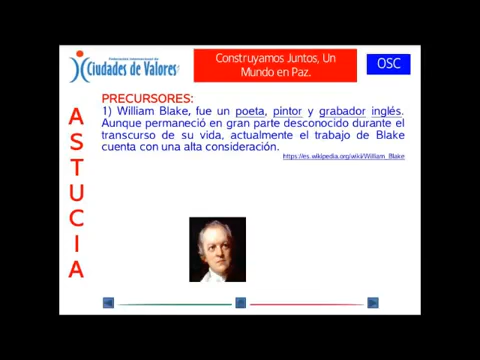 Ciudades de Valores
Construyamos Juntos, Un
Mundo en Paz.
OSC
ASTUCIA
PRECURSORES:
1) William Blake, fue un poeta, pintor y grabador inglés.
Aunque permaneció en gran parte desconocido durante el
transcurso de su vida, actualmente el trabajo de Blake
cuenta con una alta consideración.
https://es.wikipedia.org/wiki/William_Blake